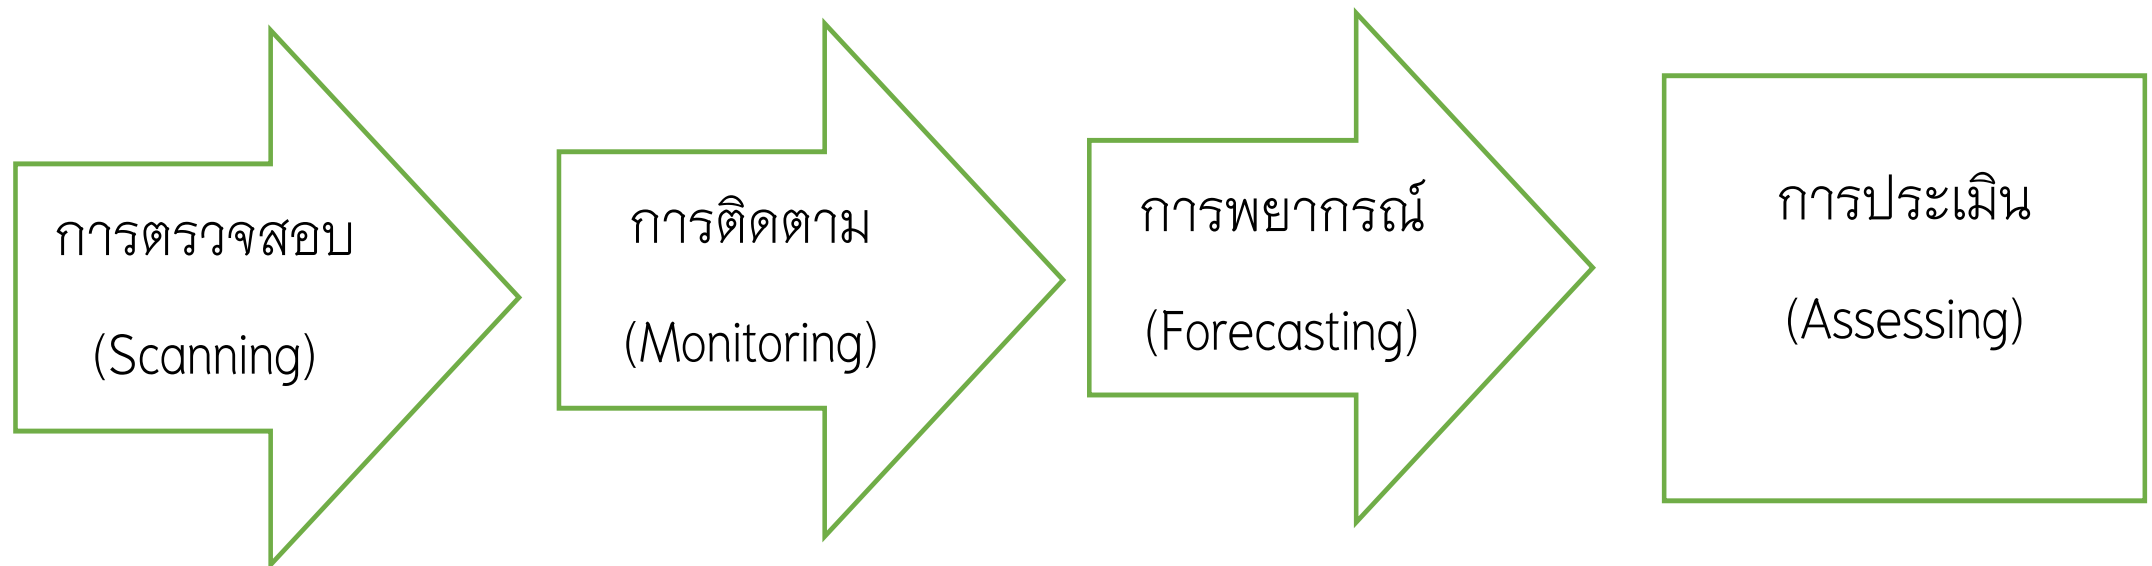 การตรวจสอบ
(Scanning)
การติดตาม
(Monitoring)
การพยากรณ์
(Forecasting)
การประเมิน
(Assessing)